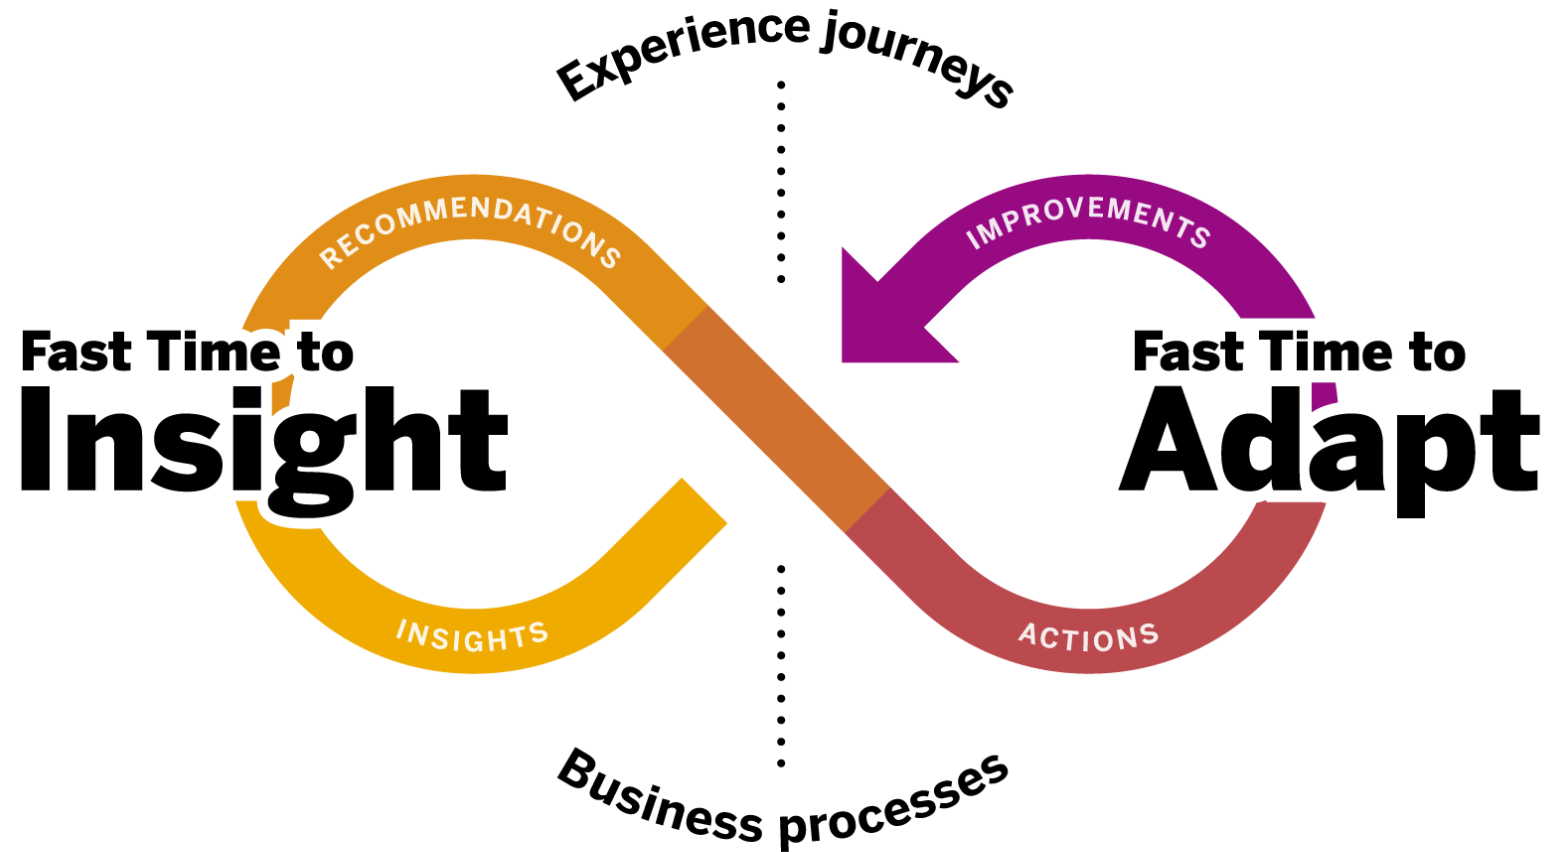 Experience journeys
RECOMMENDATIONS
IMPROVEMENTS
Fast Time to
Insight
Fast Time to
Adapt
INSIGHTS
ACTIONS
Business processes